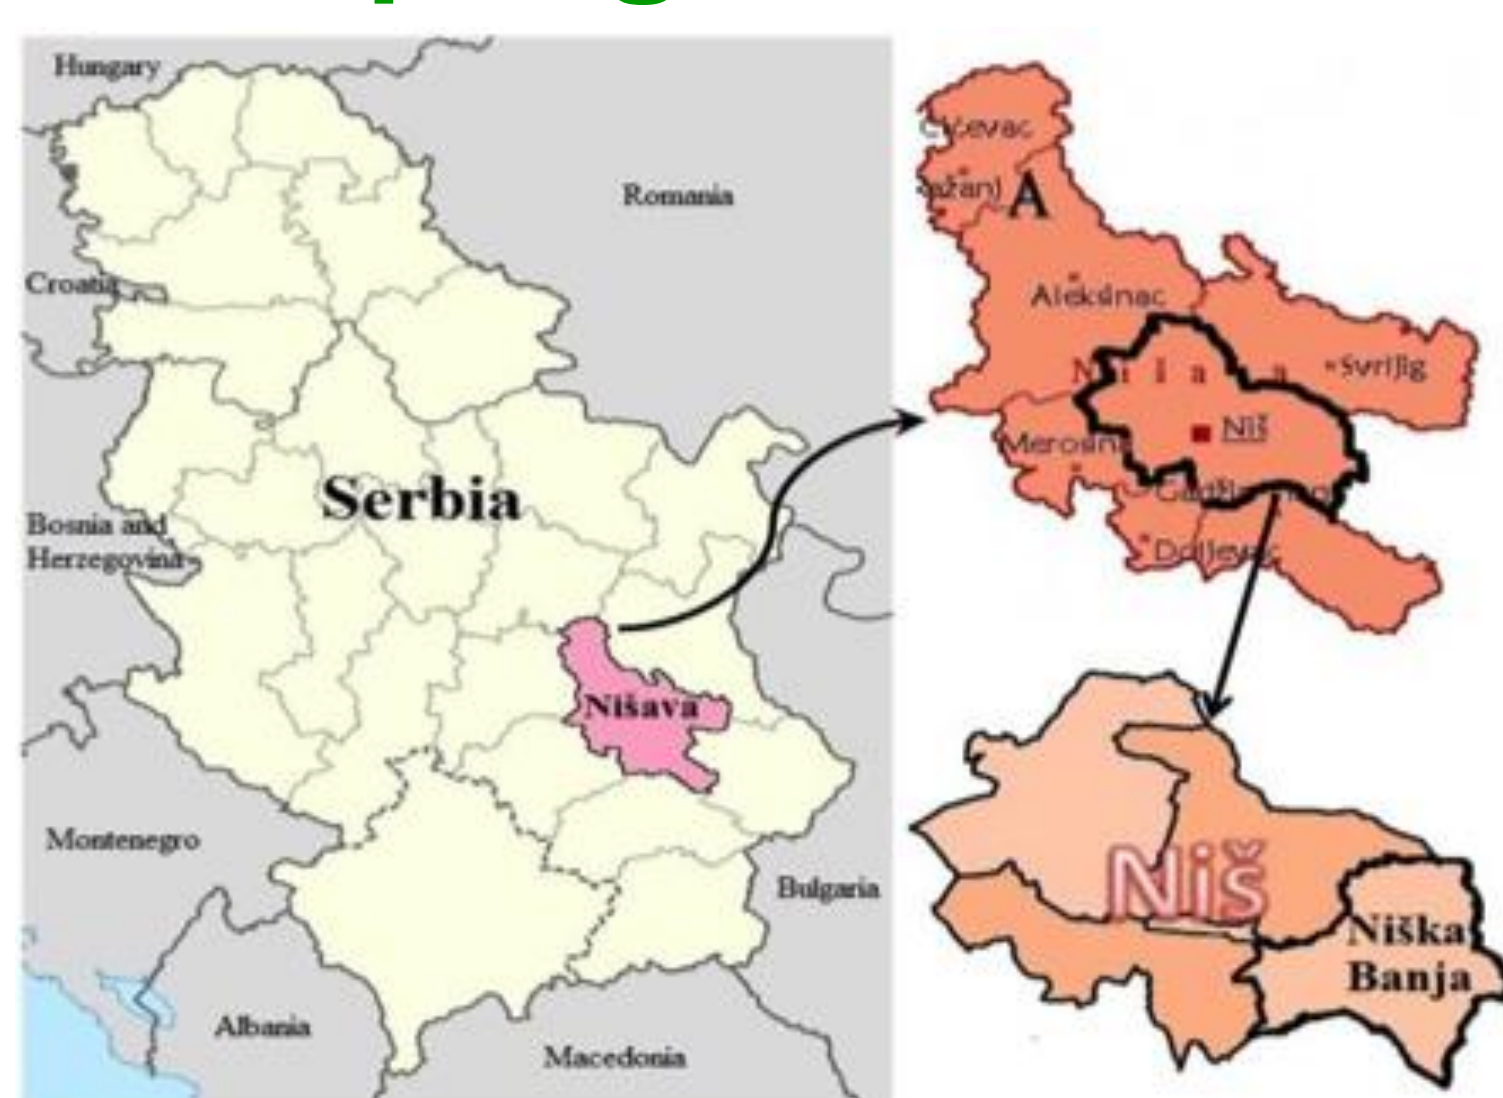 Hungary
Romania
Croatia
Serbia
Bosnia and
Herzegovina
Nišava
Montenegro
Bulgaria
Albania
Macedonia
A
Aleksinac
Svrljig
Niš
Merošina
Doljevac
Niš
Niška
Banja